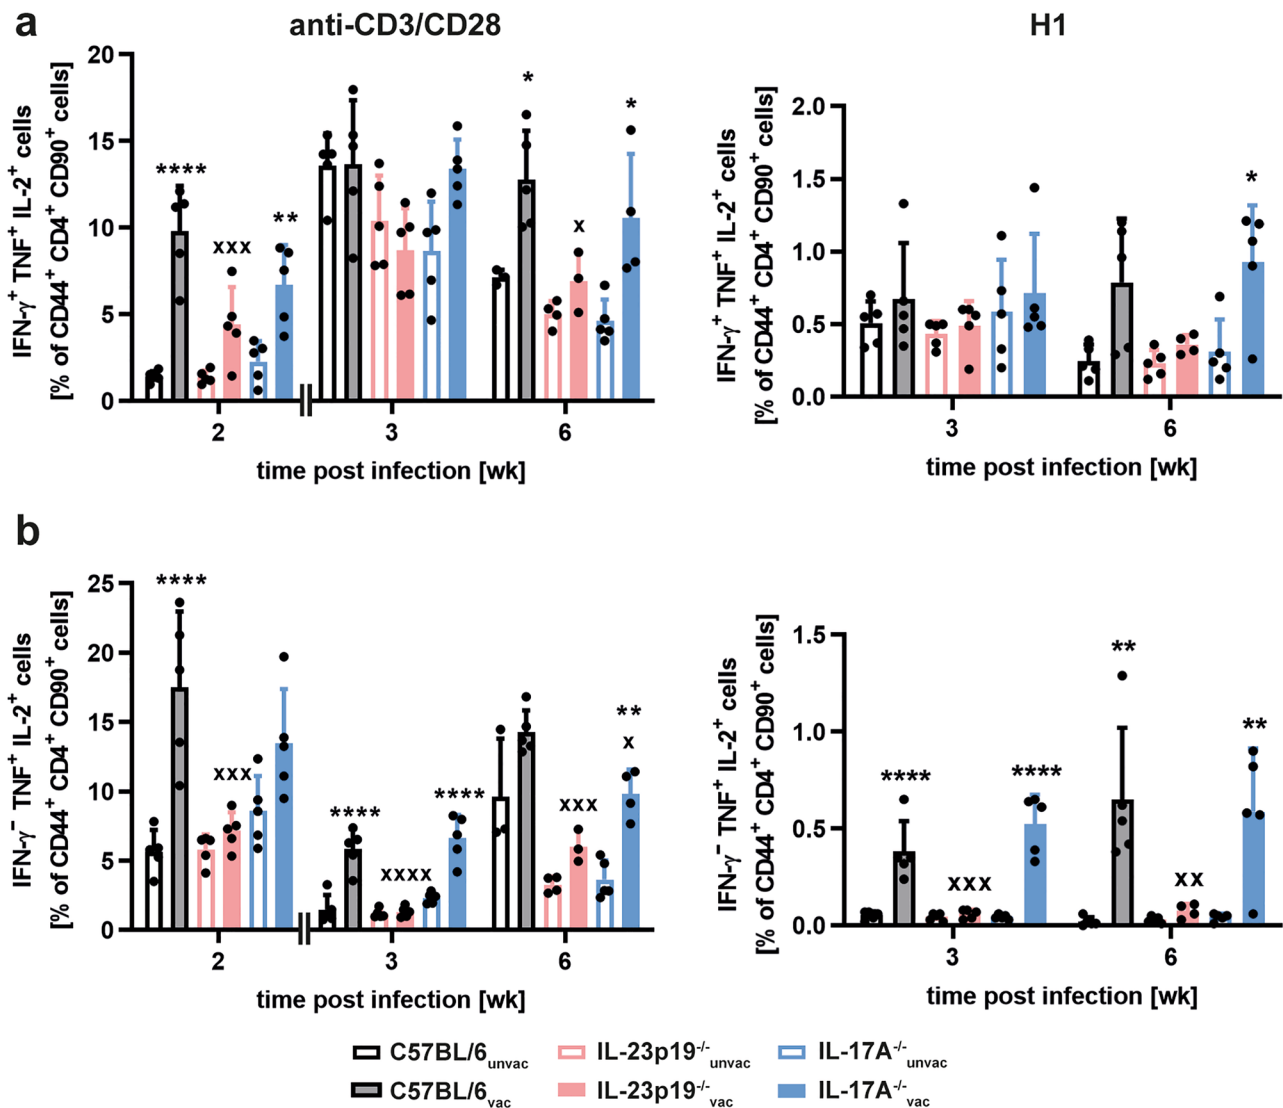 a
anti-CD3/CD28
H1
IFN-γ⁺ TNF⁺ IL-2⁺ cells
[% of CD44⁺ CD4⁺ CD90⁺ cells]
20
15
10
5
0
****
xxx
**
*
x
*
2
3
6
time post infection [wk]
IFN-γ⁺ TNF⁺ IL-2⁺ cells
[% of CD44⁺ CD4⁺ CD90⁺ cells]
2.0
1.5
1.0
0.5
0.0
*
3
6
time post infection [wk]
b
IFN-γ⁻ TNF⁺ IL-2⁺ cells
[% of CD44⁺ CD4⁺ CD90⁺ cells]
25
20
15
10
5
0
****
xxx
****
xxxx
****
xxx
**
x
2
3
6
time post infection [wk]
IFN-γ⁻ TNF⁺ IL-2⁺ cells
[% of CD44⁺ CD4⁺ CD90⁺ cells]
1.5
1.0
0.5
0.0
****
xxx
****
**
xx
**
3
6
time post infection [wk]
C57BL/6unvac
IL-23p19-/-unvac
IL-17A-/-unvac
C57BL/6vac
IL-23p19-/-vac
IL-17A-/-vac